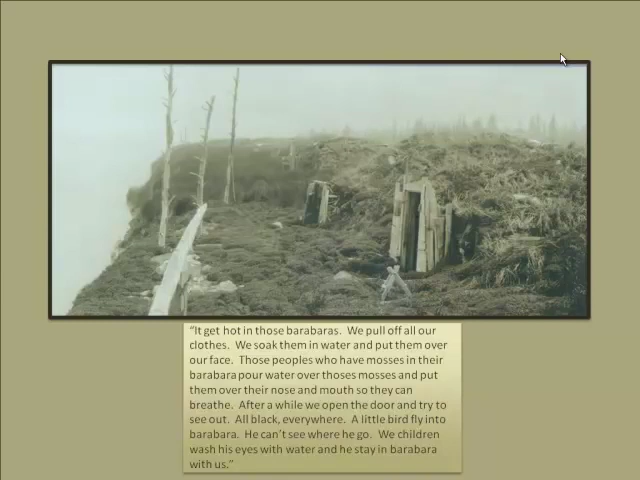 “It get hot in those barabaras.  We pull off all our
clothes.  We soak them in water and put them over
our face.  Those peoples who have mosses in their
barabara pour water over thoses mosses and put
them over their nose and mouth so they can
breathe.  After a while we open the door and try to
see out.  All black, everywhere.  A little bird fly into
barabara.  He can’t see where he go.  We children
wash his eyes with water and he stay in barabara
with us.”